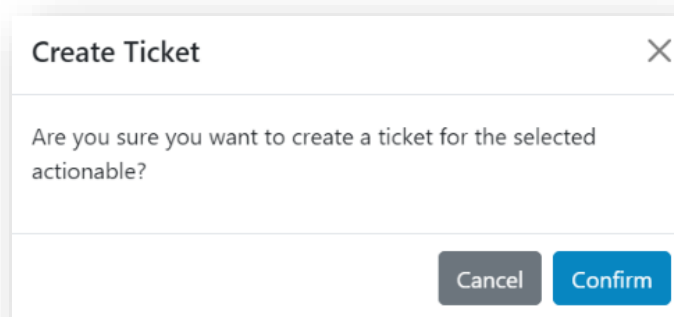 Create Ticket
Are you sure you want to create a ticket for the selected
actionable?
Cancel Confirm